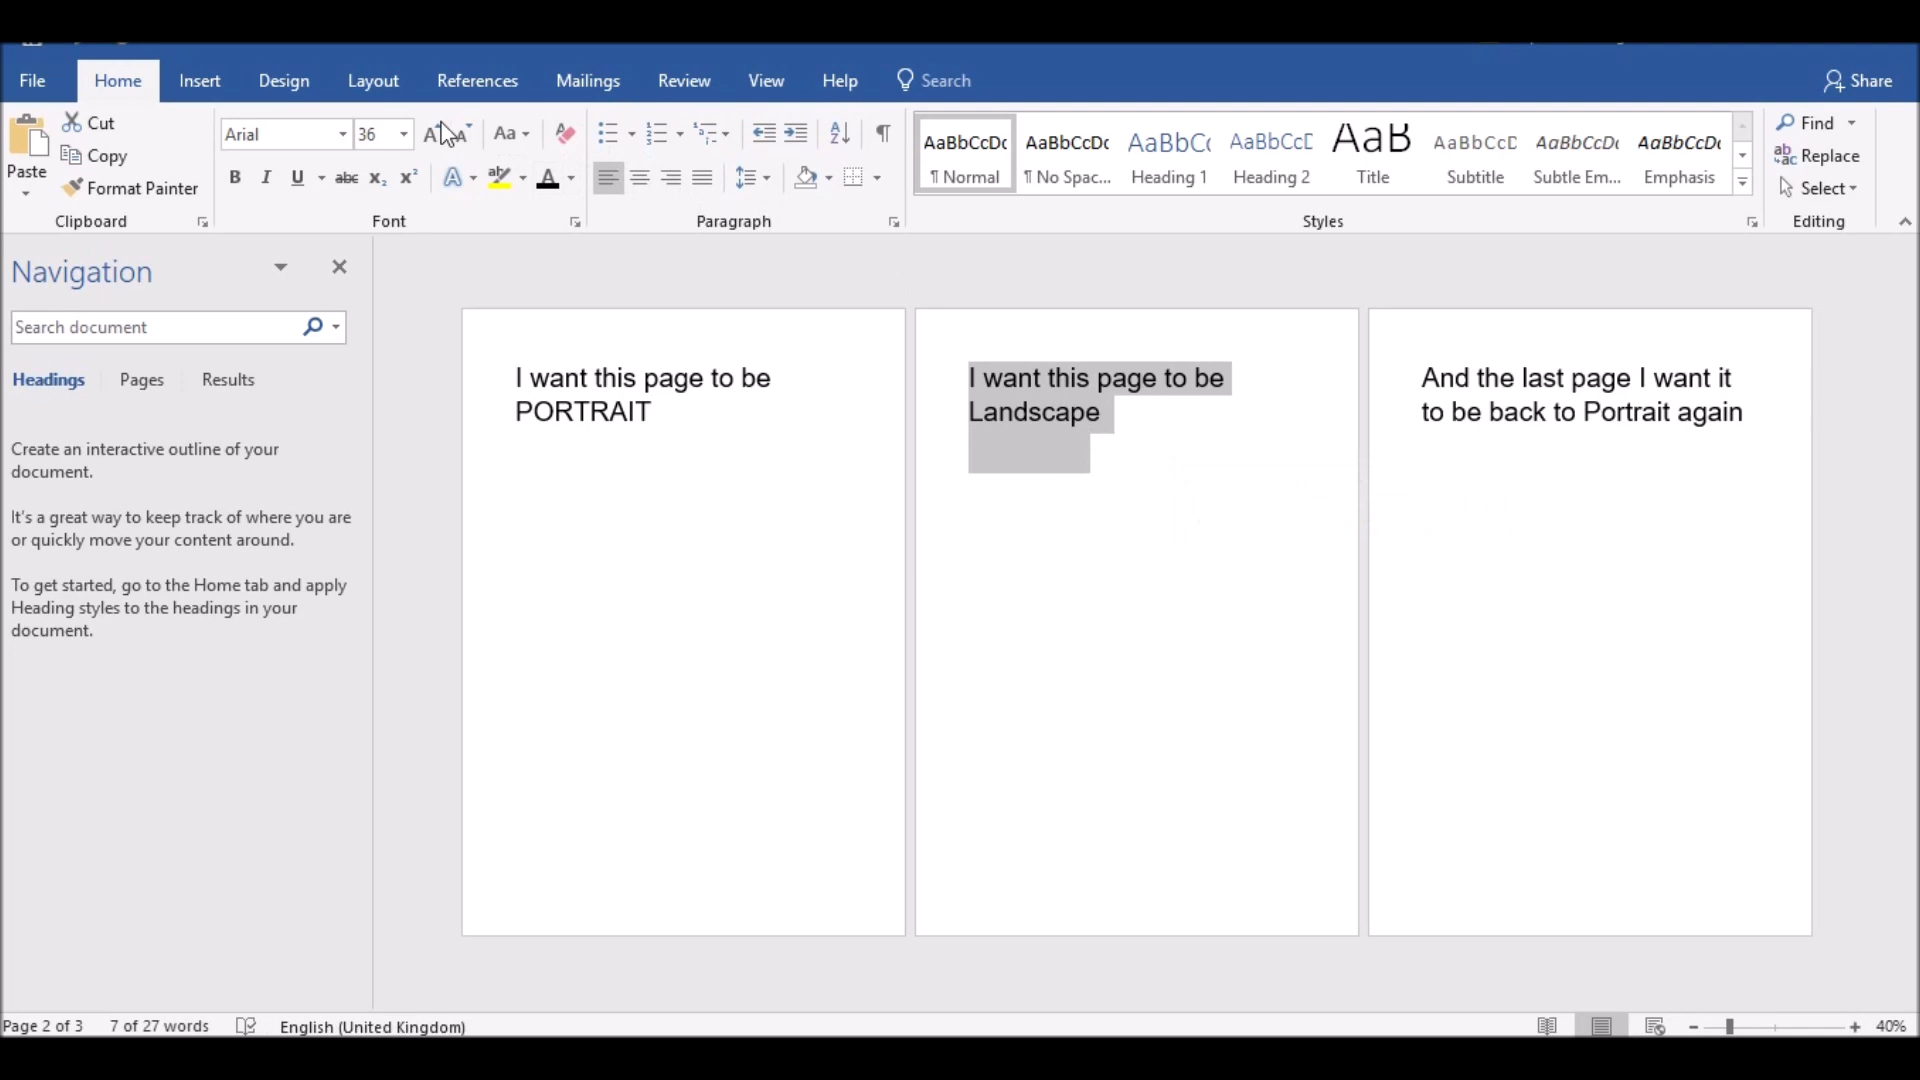 File Home Insert Design Layout References Mailings Review View Help Search Share
Cut
Copy
Format Painter
Paste
Clipboard
Arial 36 Aa
B I U abc x₂ x² A ab A
Font
A Z ¶
Paragraph
AaBbCcDc AaBbCcDc AaBbCc AaBbCcD AaB AaBbCcD AaBbCcDc AaBbCcDc
¶ Normal ¶ No Spac... Heading 1 Heading 2 Title Subtitle Subtle Em... Emphasis
Styles
Find
Replace
Select
Editing
Navigation
Search document
Headings Pages Results
Create an interactive outline of your
document.
It's a great way to keep track of where you are
or quickly move your content around.
To get started, go to the Home tab and apply
Heading styles to the headings in your
document.
I want this page to be
PORTRAIT
I want this page to be
Landscape
And the last page I want it
to be back to Portrait again
Page 2 of 3 7 of 27 words English (United Kingdom) 40%